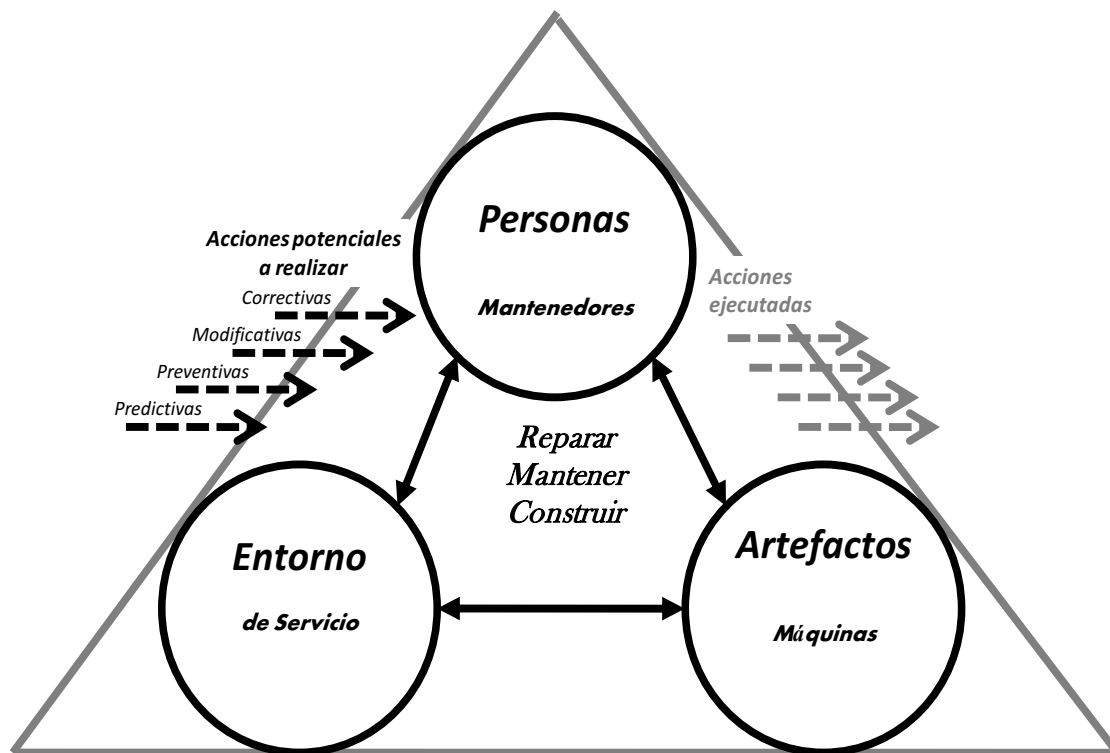 Personas
Mantenedores
Acciones potenciales
a realizar
Correctivas
Modificativas
Preventivas
Predictivas
Acciones
ejecutadas
Reparar
Mantener
Construir
Entorno
de Servicio
Artefactos
Máquinas